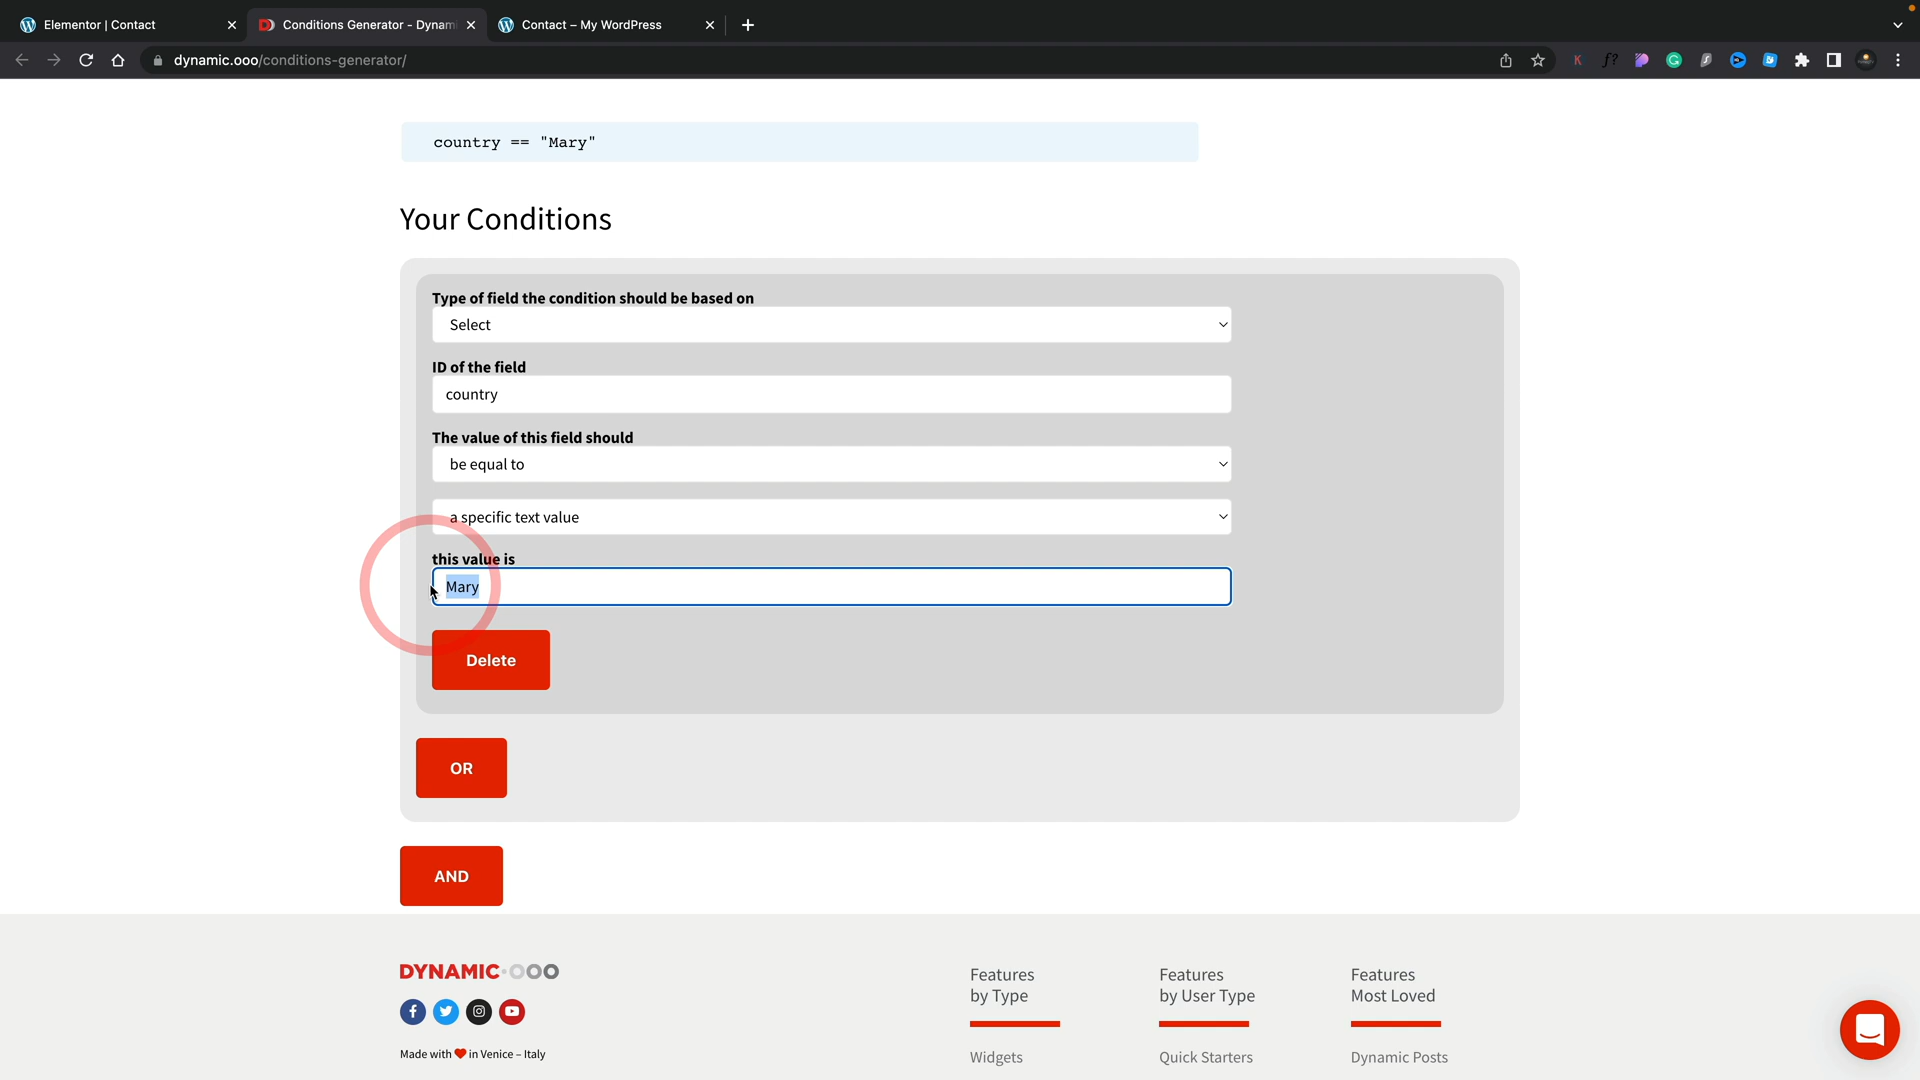 Elementor | Contact
Conditions Generator - Dynami
Contact – My WordPress
dynamic.ooo/conditions-generator/
country == "Mary"
Your Conditions
Type of field the condition should be based on
Select
ID of the field
country
The value of this field should
be equal to
a specific text value
this value is
Mary
Delete
OR
AND
DYNAMIC•OOO
Made with ❤ in Venice – Italy
Features
by Type
Widgets
Features
by User Type
Quick Starters
Features
Most Loved
Dynamic Posts